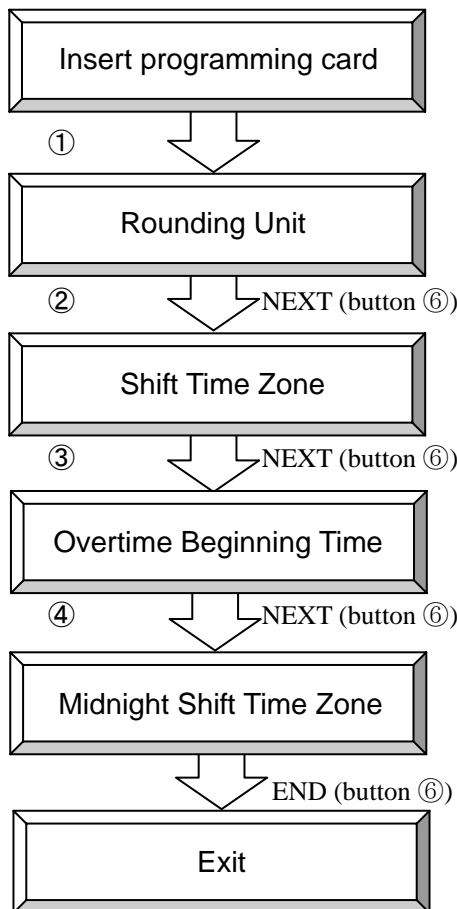 Insert programming card
①
Rounding Unit
② NEXT (button ⑥)
Shift Time Zone
③ NEXT (button ⑥)
Overtime Beginning Time
④ NEXT (button ⑥)
Midnight Shift Time Zone
END (button ⑥)
Exit